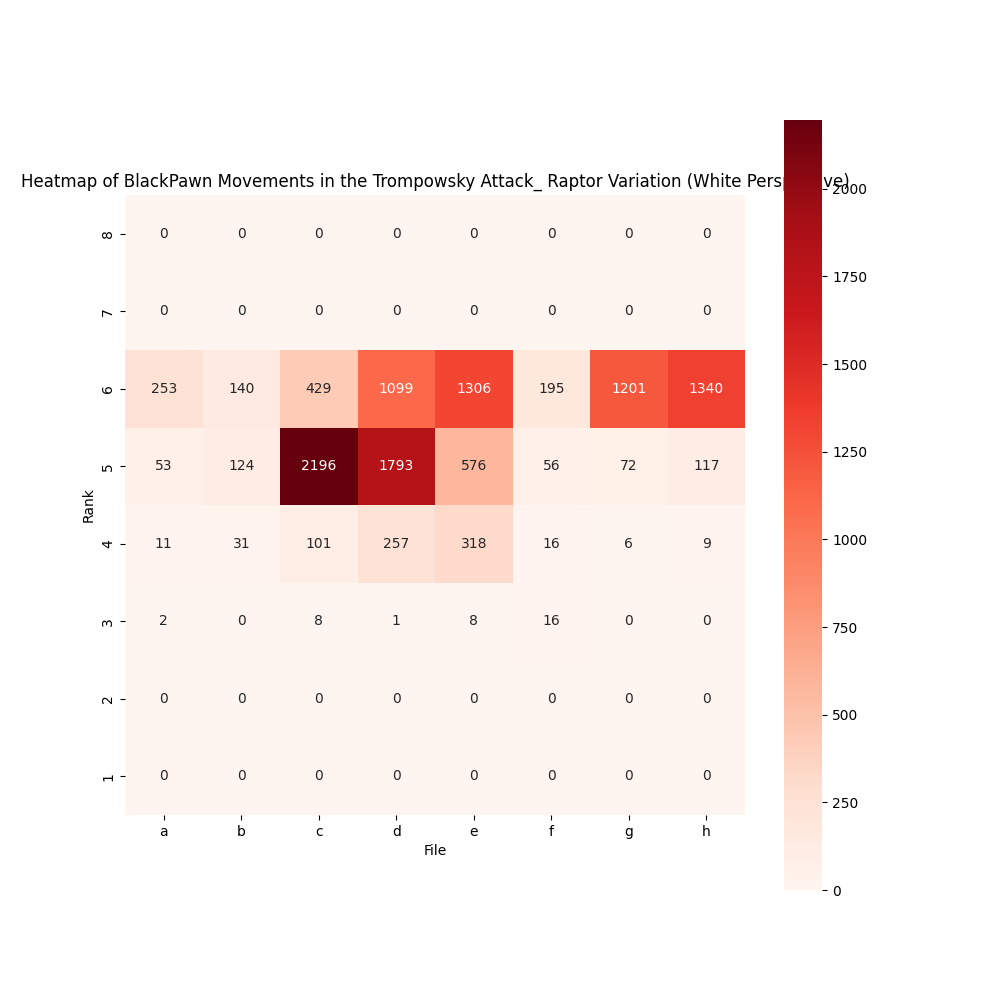 Heatmap of BlackPawn Movements in the Trompowsky Attack_ Raptor Variation (White Pers ve)
8 0 0 0 0 0 0 0 0
7 0 0 0 0 0 0 0 0
6 253 140 429 1099 1306 195 1201 1340
5 53 124 2196 1793 576 56 72 117
4 11 31 101 257 318 16 6 9
3 2 0 8 1 8 16 0 0
2 0 0 0 0 0 0 0 0
1 0 0 0 0 0 0 0 0
Rank
a b c d e f g h
File
2000
1750
1500
1250
1000
750
500
250
0